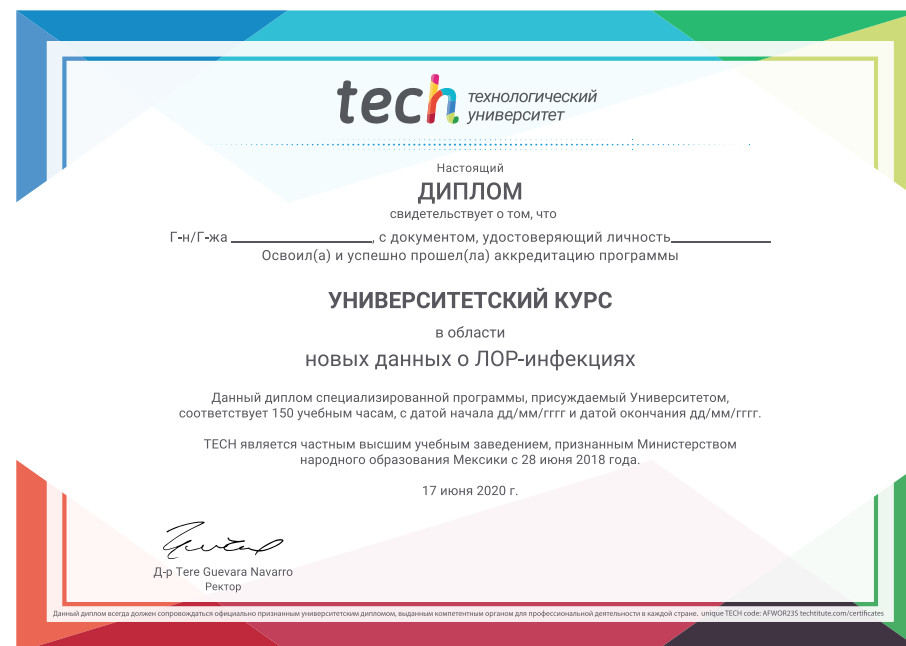 tech технологический
университет
Настоящий
ДИПЛОМ
свидетельствует о том, что
Г-н/Г-жа ____________________, с документом, удостоверяющий личность______________
Освоил(а) и успешно прошел(ла) аккредитацию программы
УНИВЕРСИТЕТСКИЙ КУРС
в области
новых данных о ЛОР-инфекциях
Данный диплом специализированной программы, присуждаемый Университетом,
соответствует 150 учебным часам, с датой начала дд/мм/гггг и датой окончания дд/мм/гггг.
TECH является частным высшим учебным заведением, признанным Министерством
народного образования Мексики с 28 июня 2018 года.
17 июня 2020 г.
Д-р Tere Guevara Navarro
Ректор
Данный диплом всегда должен сопровождаться официально признанным университетским дипломом, выданным компетентным органом для профессиональной деятельности в каждой стране. unique TECH code: AFWOR23S techtitute.com/certificates